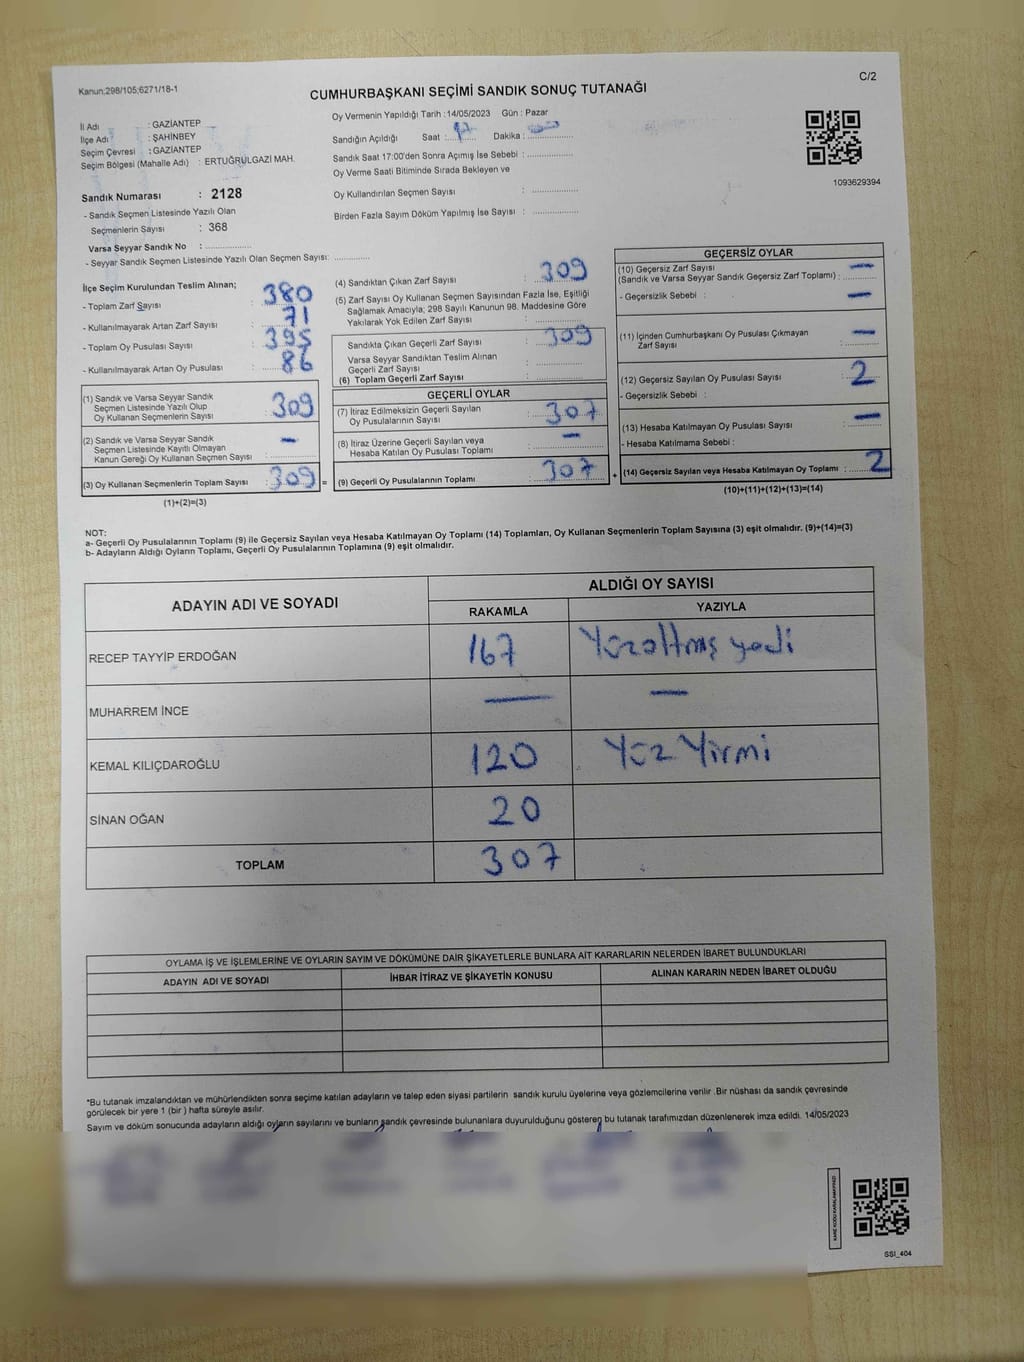 Kanun:298/105;6271/18-1
C/2
CUMHURBAŞKANI SEÇİMİ SANDIK SONUÇ TUTANAĞI
İl Adı : GAZİANTEP
İlçe Adı : ŞAHİNBEY
Seçim Çevresi : GAZİANTEP
Seçim Bölgesi (Mahalle Adı) : ERTUĞRULGAZİ MAH.
Sandık Numarası : 2128
- Sandık Seçmen Listesinde Yazılı Olan
Seçmenlerin Sayısı : 368
Varsa Seyyar Sandık No : ..................
- Seyyar Sandık Seçmen Listesinde Yazılı Olan Seçmen Sayısı: .............
Oy Vermenin Yapıldığı Tarih :14/05/2023 Gün : Pazar
Sandığın Açıldığı Saat : Dakika :
Sandık Saat 17:00'den Sonra Açımış İse Sebebi : ..................
Oy Verme Saati Bitiminde Sırada Bekleyen ve
Oy Kullandırılan Seçmen Sayısı : ..................
Birden Fazla Sayım Döküm Yapılmış İse Sayısı : ..................
1093629394
İlçe Seçim Kurulundan Teslim Alınan;
- Toplam Zarf Sayısı 380
- Kullanılmayarak Artan Zarf Sayısı 71
- Toplam Oy Pusulası Sayısı 395
- Kullanılmayarak Artan Oy Pusulası 86
(1) Sandık ve Varsa Seyyar Sandık
Seçmen Listesinde Yazılı Olup
Oy Kullanan Seçmenlerin Sayısı : 309
(2) Sandık ve Varsa Seyyar Sandık
Seçmen Listesinde Kayıtlı Olmayan
Kanun Gereği Oy Kullanan Seçmen Sayısı : –
(3) Oy Kullanan Seçmenlerin Toplam Sayısı : 309 =
(1)+(2)=(3)
(4) Sandıktan Çıkan Zarf Sayısı : 309
(5) Zarf Sayısı Oy Kullanan Seçmen Sayısından Fazla İse, Eşitliği
Sağlamak Amacıyla; 298 Sayılı Kanunun 98. Maddesine Göre
Yakılarak Yok Edilen Zarf Sayısı :
Sandıkta Çıkan Geçerli Zarf Sayısı : 309
Varsa Seyyar Sandıktan Teslim Alınan
Geçerli Zarf Sayısı :
(6) Toplam Geçerli Zarf Sayısı :
GEÇERLİ OYLAR
(7) İtiraz Edilmeksizin Geçerli Sayılan
Oy Pusulalarının Sayısı : 307
(8) İtiraz Üzerine Geçerli Sayılan veya
Hesaba Katılan Oy Pusulası Toplamı : –
(9) Geçerli Oy Pusulalarının Toplamı : 307 +
GEÇERSİZ OYLAR
(10) Geçersiz Zarf Sayısı
(Sandık ve Varsa Seyyar Sandık Geçersiz Zarf Toplamı) : –
- Geçersizlik Sebebi : –
(11) İçinden Cumhurbaşkanı Oy Pusulası Çıkmayan
Zarf Sayısı : –
(12) Geçersiz Sayılan Oy Pusulası Sayısı : 2
- Geçersizlik Sebebi :
(13) Hesaba Katılmayan Oy Pusulası Sayısı : –
- Hesaba Katılmama Sebebi :
(14) Geçersiz Sayılan veya Hesaba Katılmayan Oy Toplamı : 2
(10)+(11)+(12)+(13)=(14)
NOT:
a- Geçerli Oy Pusulalarının Toplamı (9) ile Geçersiz Sayılan veya Hesaba Katılmayan Oy Toplamı (14) Toplamları, Oy Kullanan Seçmenlerin Toplam Sayısına (3) eşit olmalıdır. (9)+(14)=(3)
b- Adayların Aldığı Oyların Toplamı, Geçerli Oy Pusulalarının Toplamına (9) eşit olmalıdır.
ADAYIN ADI VE SOYADI ALDIĞI OY SAYISI
RAKAMLA YAZIYLA
RECEP TAYYİP ERDOĞAN 167 Yüzaltmış yedi
MUHARREM İNCE — —
KEMAL KILIÇDAROĞLU 120 Yüz Yirmi
SİNAN OĞAN 20
TOPLAM 307
OYLAMA İŞ VE İŞLEMLERİNE VE OYLARIN SAYIM VE DÖKÜMÜNE DAİR ŞİKAYETLERLE BUNLARA AİT KARARLARIN NELERDEN İBARET BULUNDUKLARI
ADAYIN ADI VE SOYADI İHBAR İTİRAZ VE ŞİKAYETİN KONUSU ALINAN KARARIN NEDEN İBARET OLDUĞU
*Bu tutanak imzalandıktan ve mühürlendikten sonra seçime katılan adayların ve talep eden siyasi partilerin sandık kurulu üyelerine veya gözlemcilerine verilir .Bir nüshası da sandık çevresinde
görülecek bir yere 1 (bir ) hafta süreyle asılır.
Sayım ve döküm sonucunda adayların aldığı oyların sayılarını ve bunların sandık çevresinde bulunanlara duyurulduğunu gösteren bu tutanak tarafımızdan düzenlenerek imza edildi. 14/05/2023
SSI_404